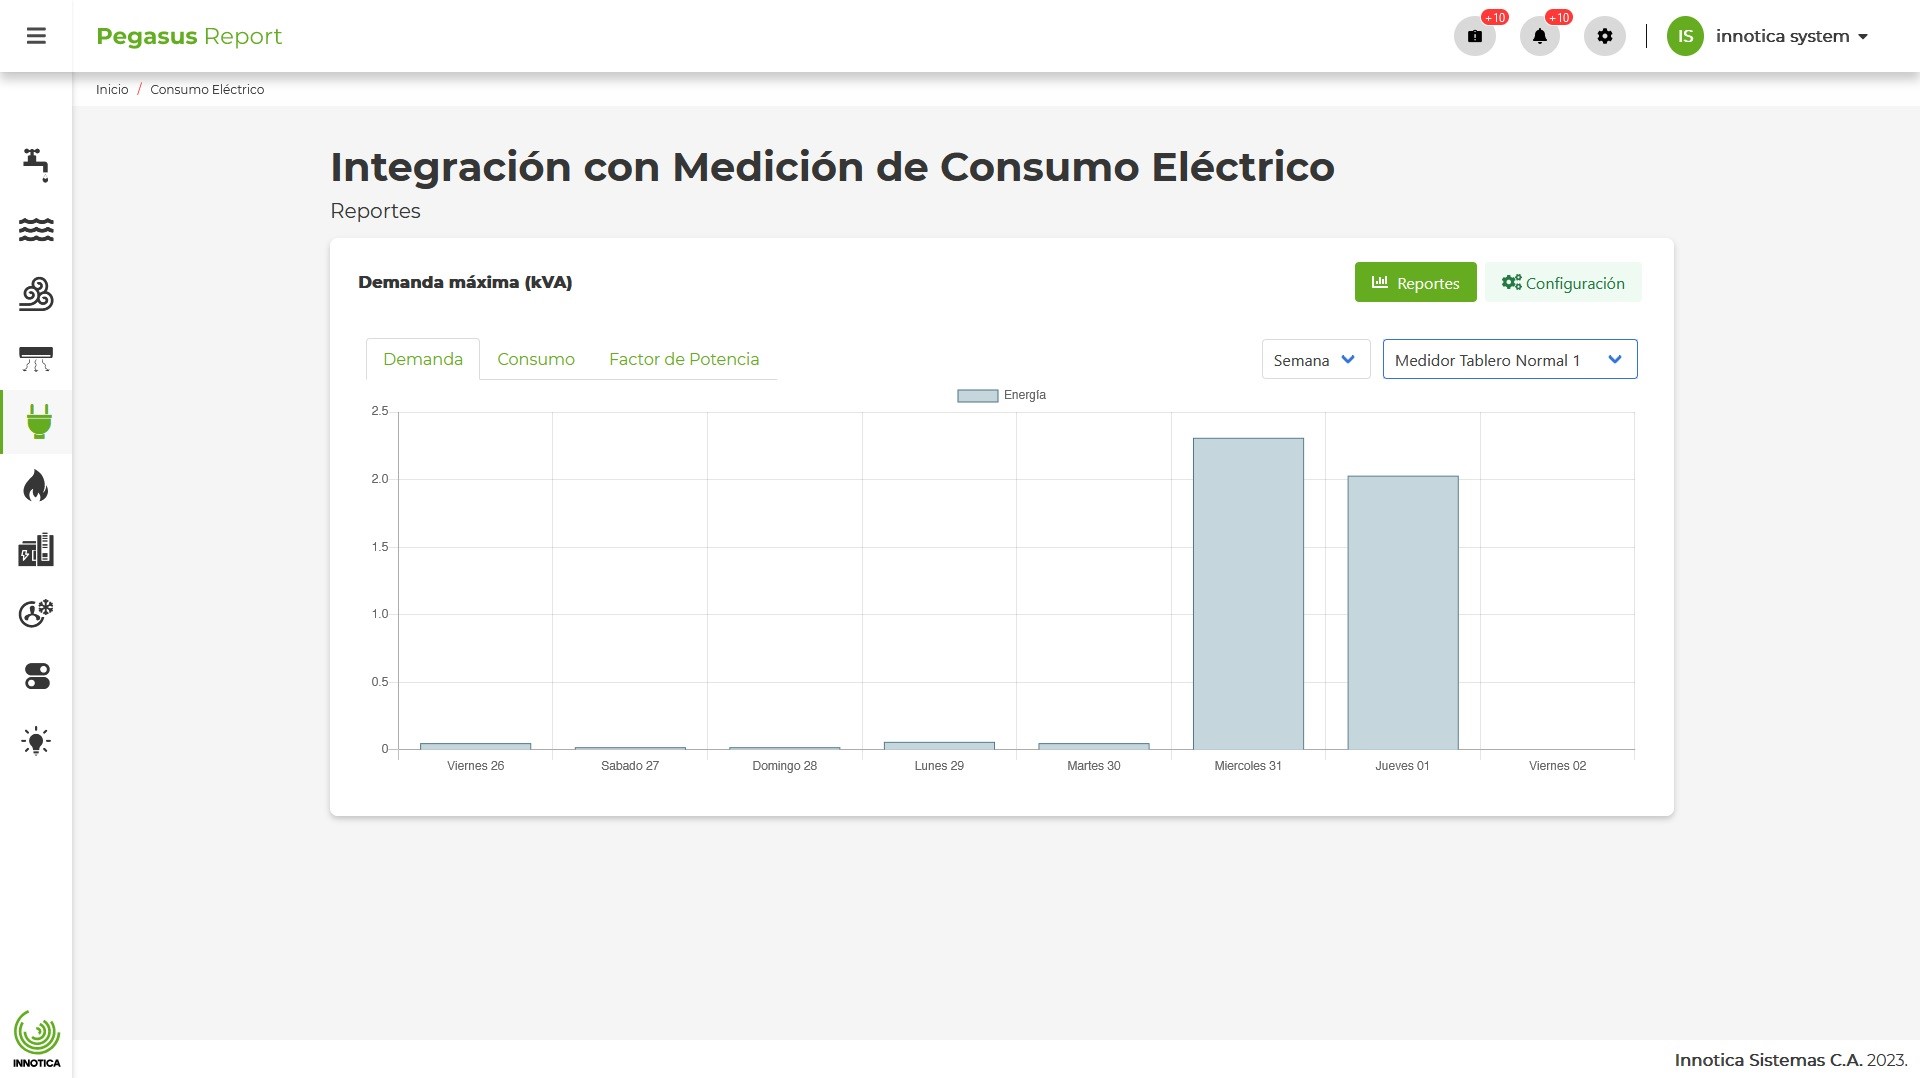 Pegasus Report
+10
+10
IS
innotica system
Inicio / Consumo Eléctrico
Integración con Medición de Consumo Eléctrico
Reportes
Demanda máxima (kVA)
Reportes
Configuración
Demanda
Consumo
Factor de Potencia
Semana
Medidor Tablero Normal 1
Energía
2.5
2.0
1.5
1.0
0.5
0
Viernes 26
Sabado 27
Domingo 28
Lunes 29
Martes 30
Miercoles 31
Jueves 01
Viernes 02
INNOTICA
Innotica Sistemas C.A. 2023.